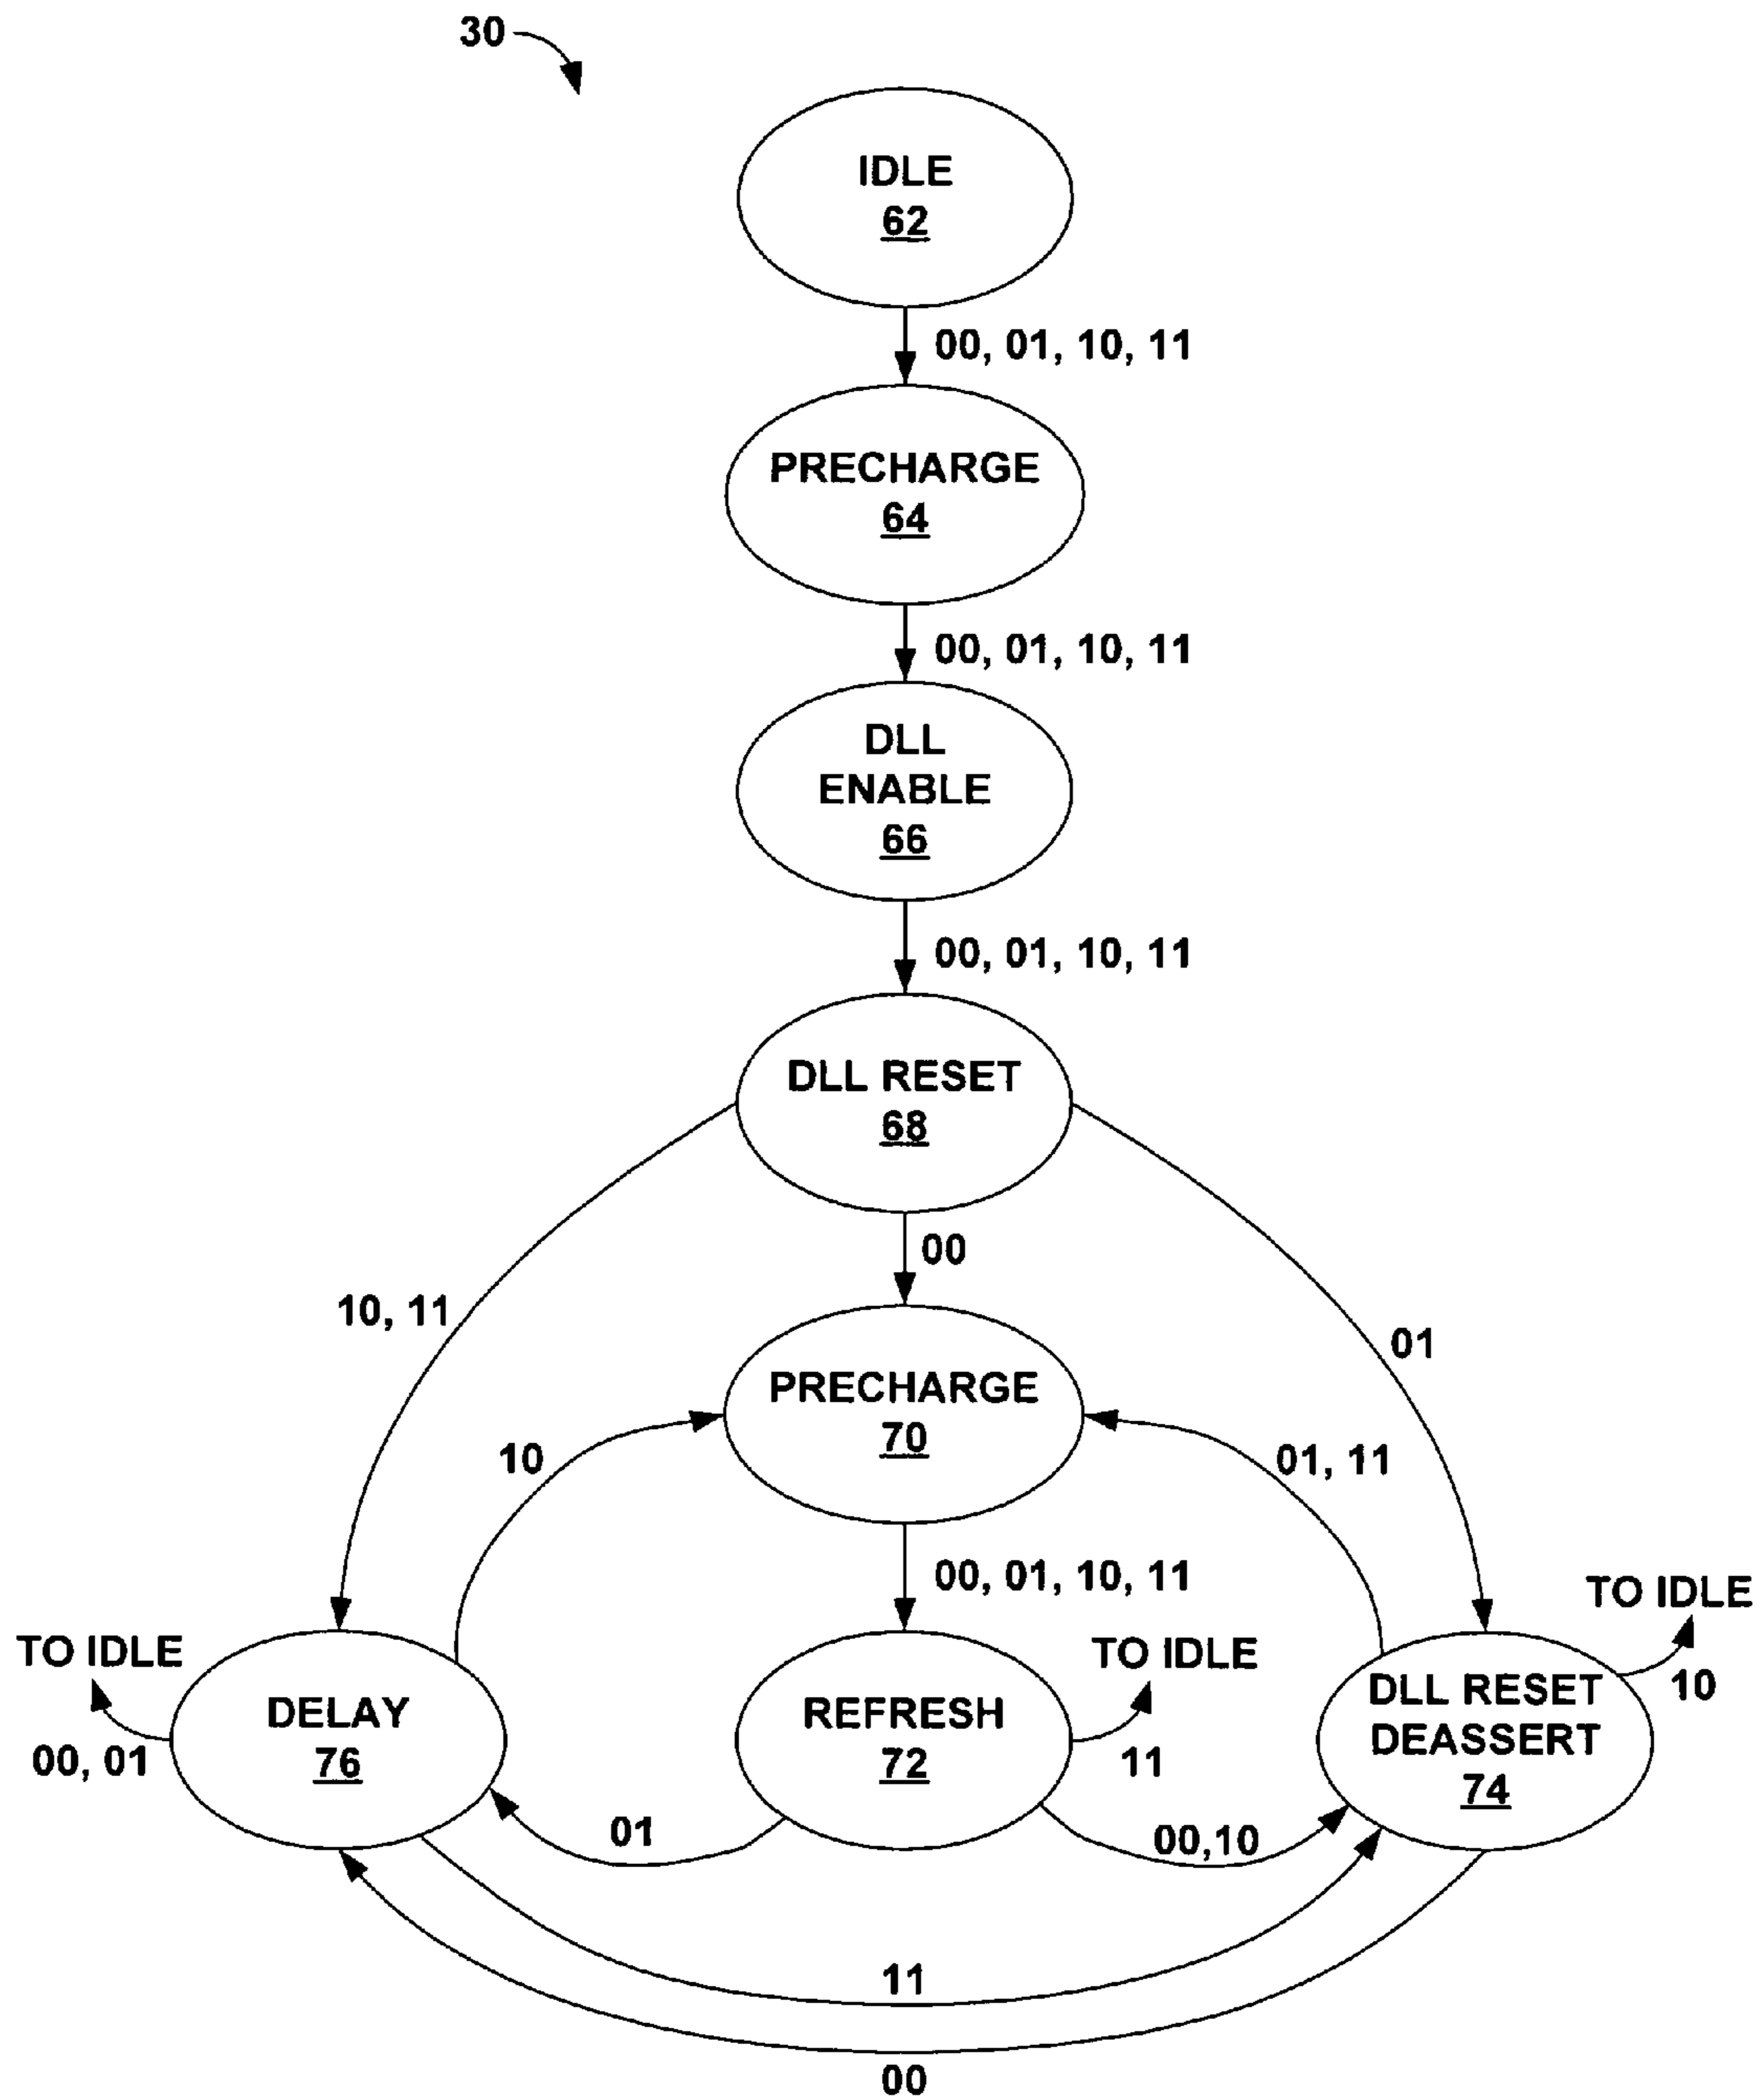 30
IDLE
62
00, 01, 10, 11
PRECHARGE
64
00, 01, 10, 11
DLL
ENABLE
66
00, 01, 10, 11
DLL RESET
68
00
10, 11
01
PRECHARGE
70
10
01, 11
00, 01, 10, 11
TO IDLE
00, 01
DELAY
76
REFRESH
72
TO IDLE
11
DLL RESET
DEASSERT
74
TO IDLE
10
01
00,10
11
00